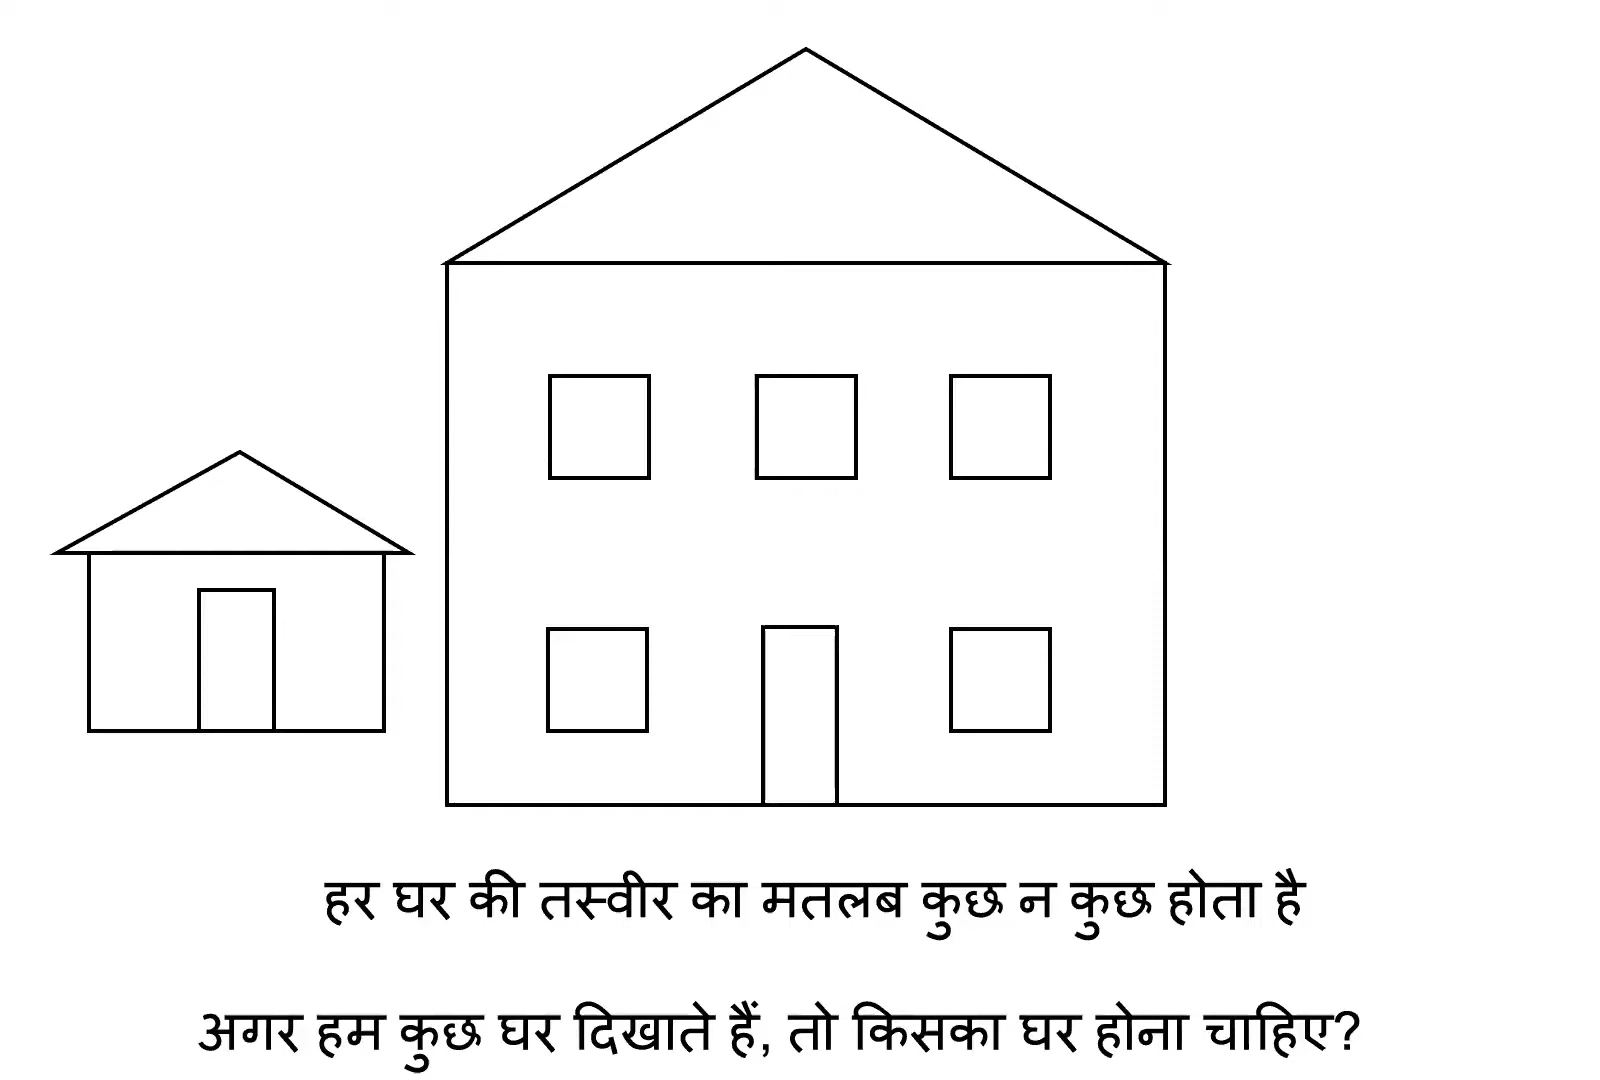 हर घर की तस्वीर का मतलब कुछ न कुछ होता है
अगर हम कुछ घर दिखाते हैं, तो किसका घर होना चाहिए?